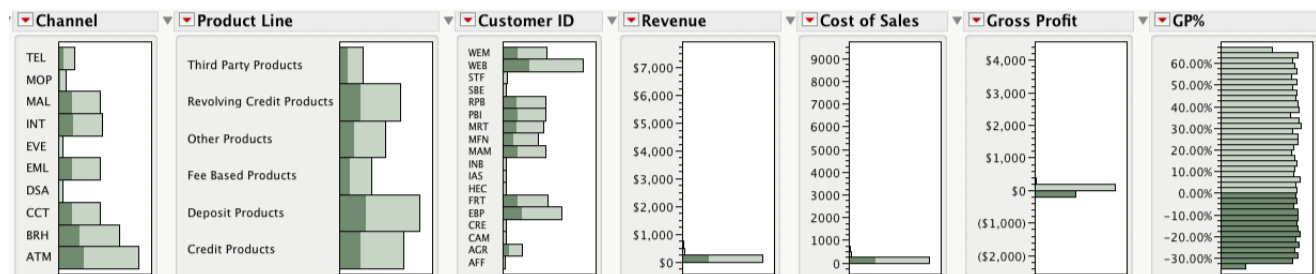 Channel
TEL
MOP
MAL
INT
EVE
EML
DSA
CCT
BRH
ATM
Product Line
Third Party Products
Revolving Credit Products
Other Products
Fee Based Products
Deposit Products
Credit Products
Customer ID
WEM
WEB
STF
SBE
RPB
PBI
MRT
MFN
MAM
INB
IAS
HEC
FRT
EBP
CRE
CAM
AGR
AFF
Revenue
$7,000
$6,000
$5,000
$4,000
$3,000
$2,000
$1,000
$0
Cost of Sales
9000
8000
7000
6000
5000
4000
3000
2000
1000
0
Gross Profit
$4,000
$3,000
$2,000
$1,000
$0
($1,000)
($2,000)
GP%
60.00%
50.00%
40.00%
30.00%
20.00%
10.00%
0.00%
-10.00%
-20.00%
-30.00%